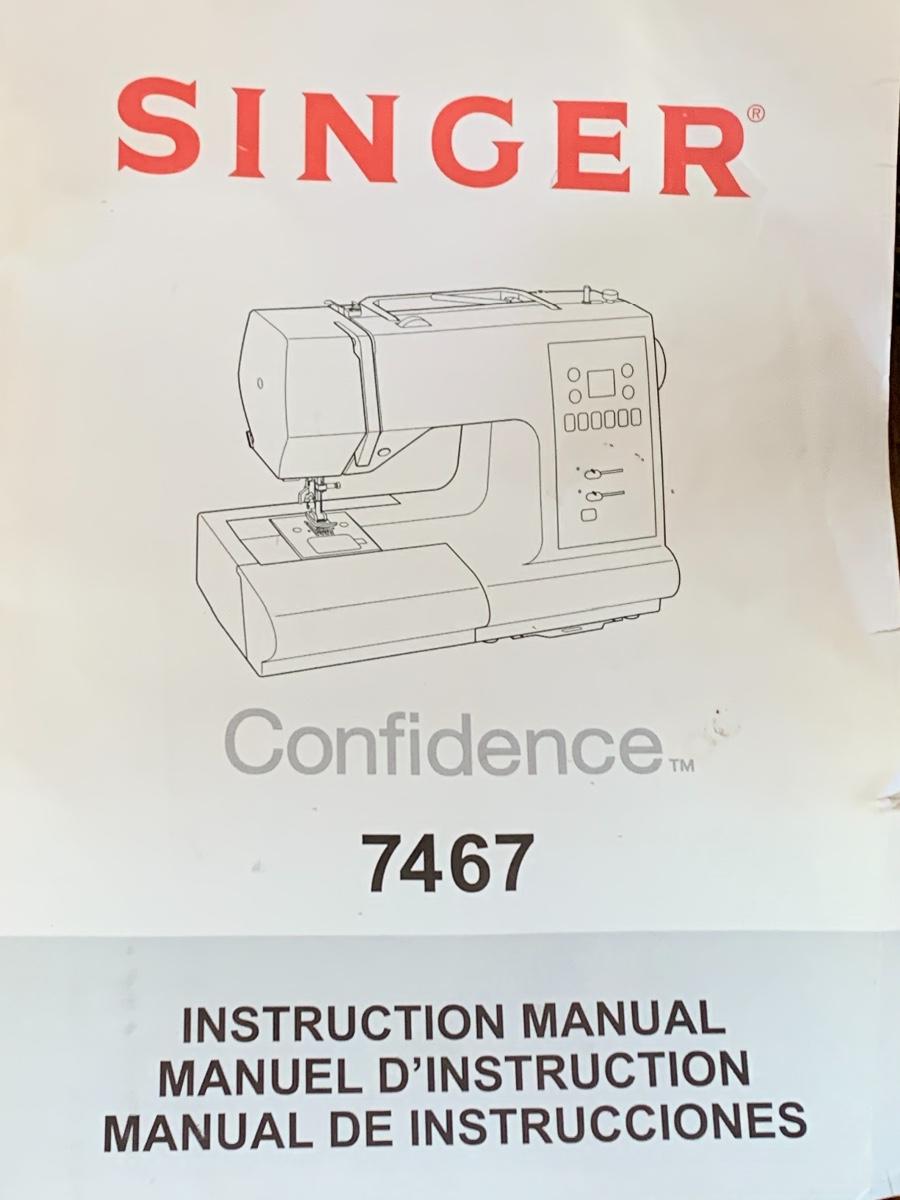 SINGER®
Confidence™
7467
INSTRUCTION MANUAL
MANUEL D'INSTRUCTION
MANUAL DE INSTRUCCIONES